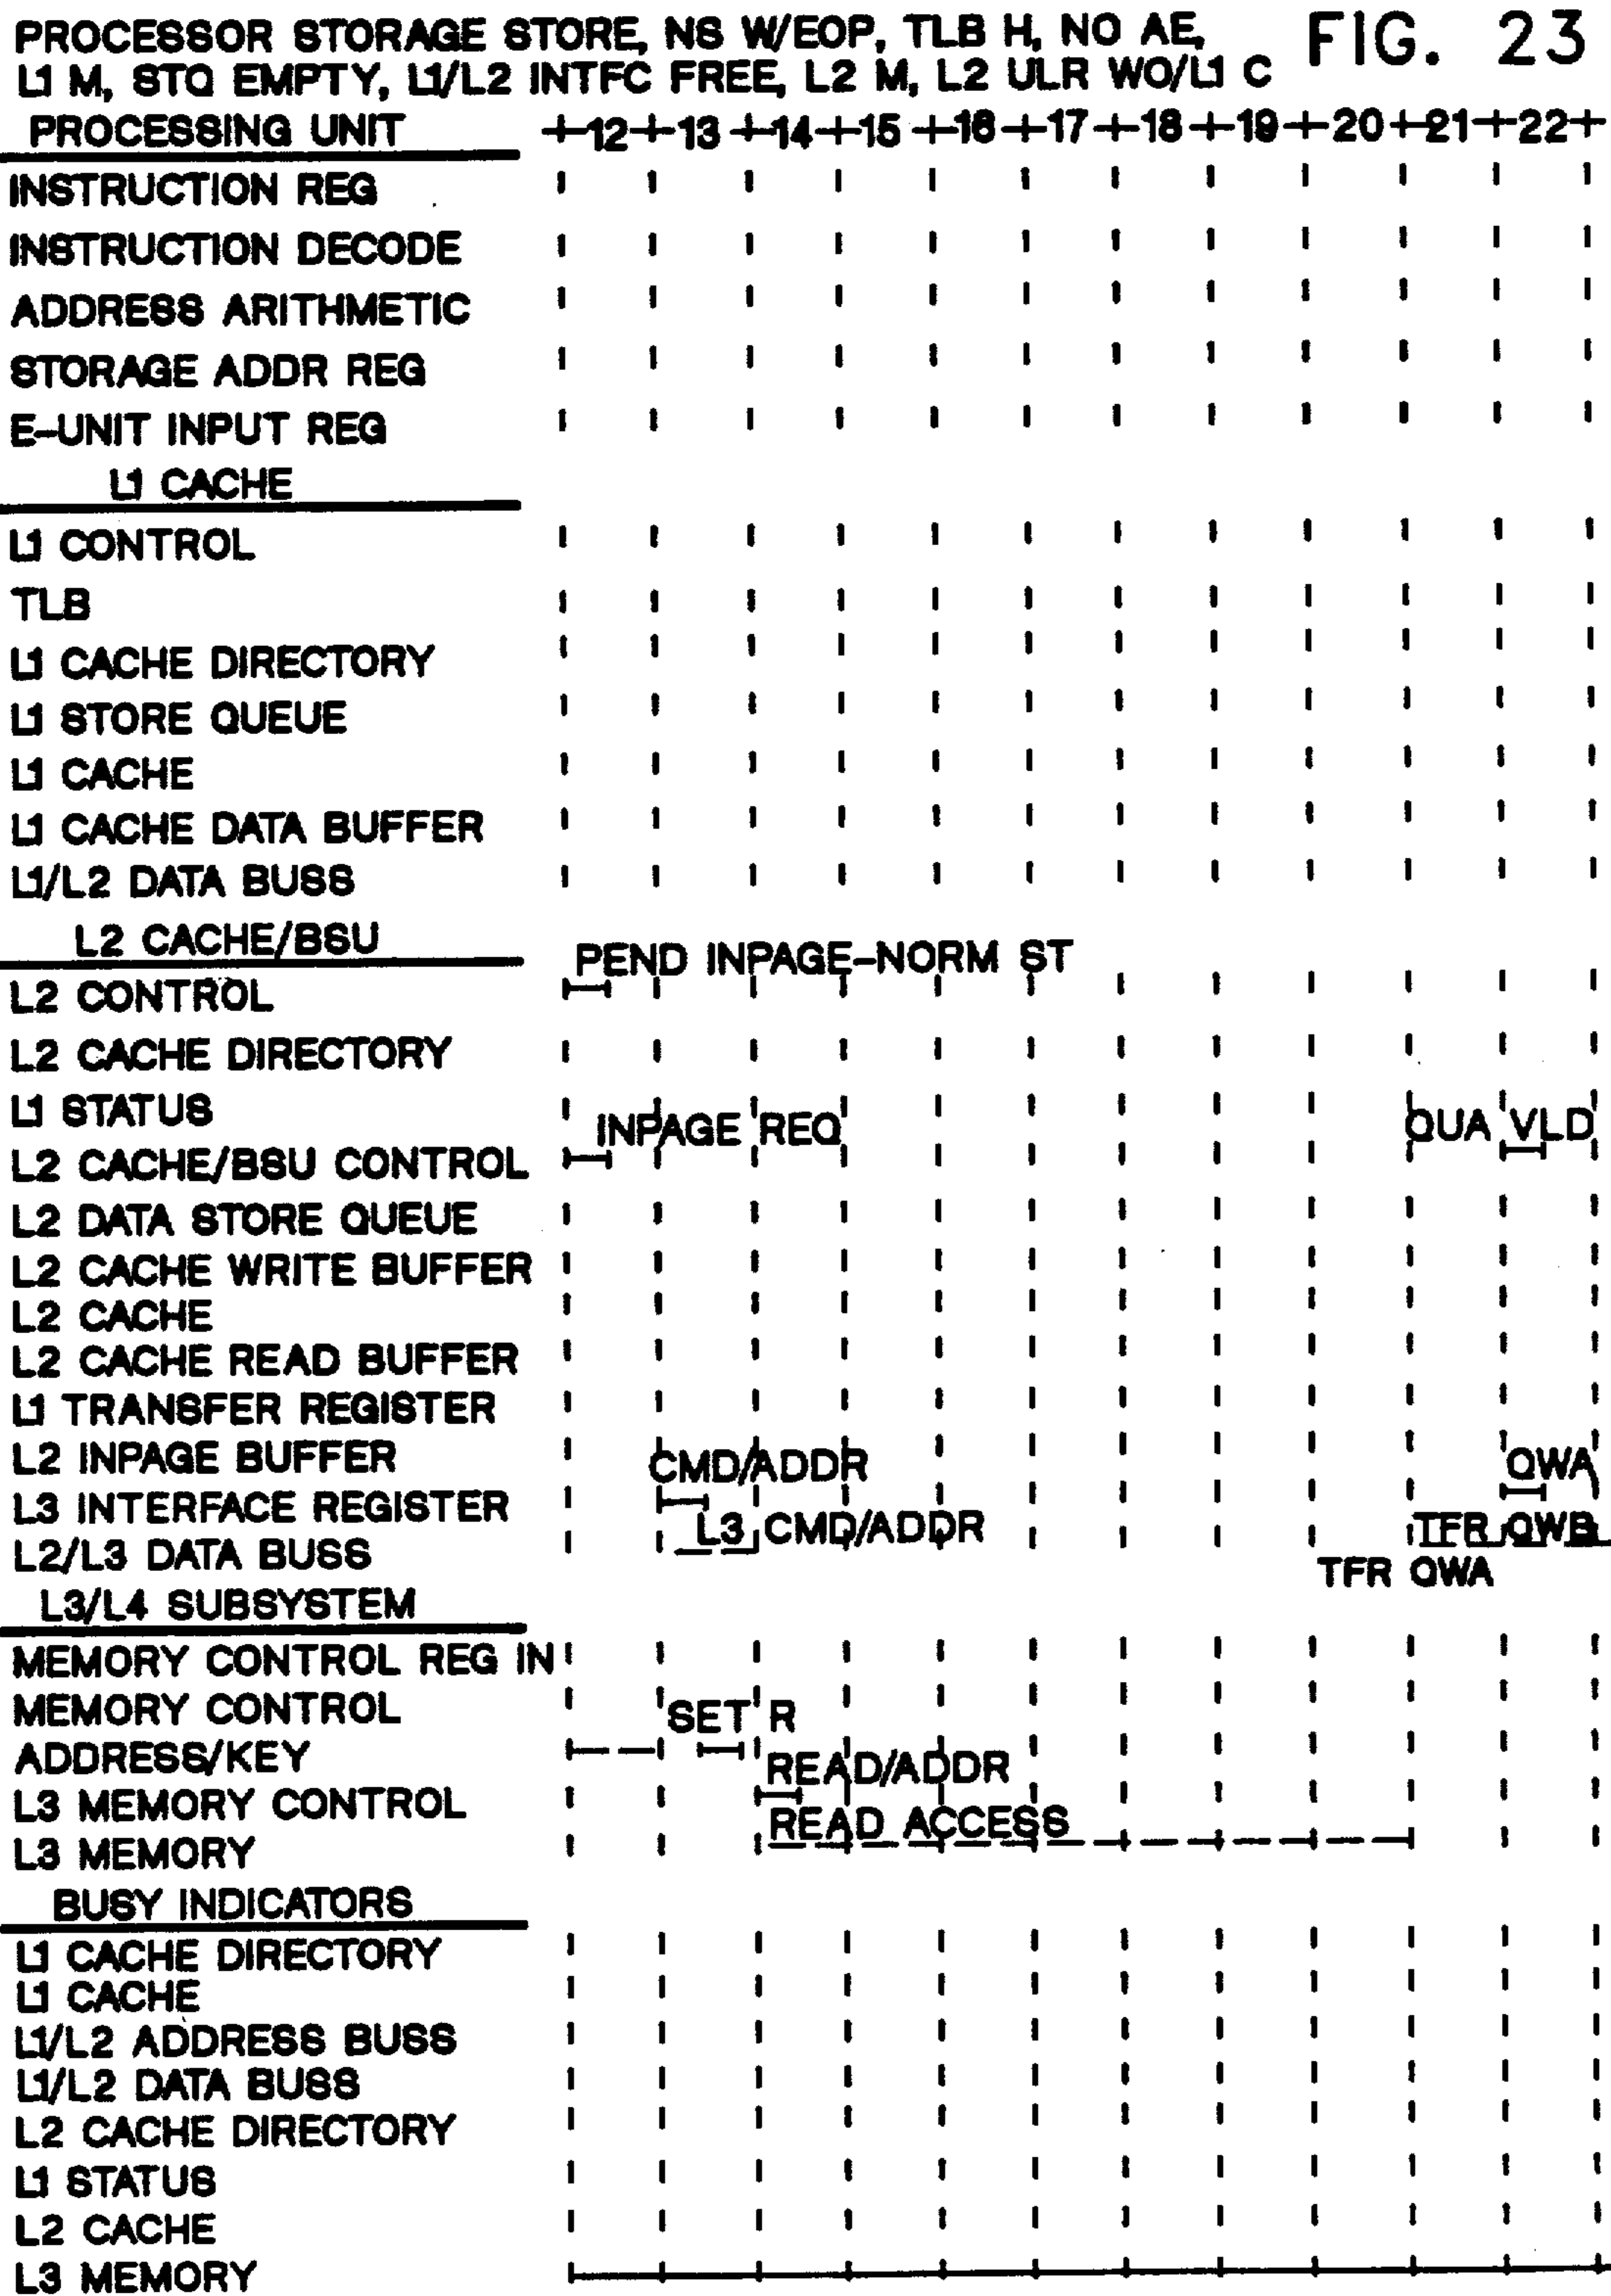 PROCESSOR STORAGE STORE, NS W/EOP, TLB H, NO AE,
L1 M, STQ EMPTY, L1/L2 INTFC FREE, L2 M, L2 ULR WO/L1 C
FIG. 23
PROCESSING UNIT +12+13+14+15+16+17+18+19+20+21+22+
INSTRUCTION REG
INSTRUCTION DECODE
ADDRESS ARITHMETIC
STORAGE ADDR REG
E-UNIT INPUT REG
L1 CACHE
L1 CONTROL
TLB
L1 CACHE DIRECTORY
L1 STORE QUEUE
L1 CACHE
L1 CACHE DATA BUFFER
L1/L2 DATA BUSS
L2 CACHE/BSU
PEND INPAGE-NORM ST
L2 CONTROL
L2 CACHE DIRECTORY
L1 STATUS
INPAGE REQ QUA VLD
L2 CACHE/BSU CONTROL
L2 DATA STORE QUEUE
L2 CACHE WRITE BUFFER
L2 CACHE
L2 CACHE READ BUFFER
L1 TRANSFER REGISTER
L2 INPAGE BUFFER
CMD/ADDR QWA
L3 INTERFACE REGISTER
L3 CMD/ADDR TFR QWB
L2/L3 DATA BUSS
TFR QWA
L3/L4 SUBSYSTEM
MEMORY CONTROL REG IN
MEMORY CONTROL
SET R
ADDRESS/KEY
READ/ADDR
L3 MEMORY CONTROL
READ ACCESS
L3 MEMORY
BUSY INDICATORS
L1 CACHE DIRECTORY
L1 CACHE
L1/L2 ADDRESS BUSS
L1/L2 DATA BUSS
L2 CACHE DIRECTORY
L1 STATUS
L2 CACHE
L3 MEMORY